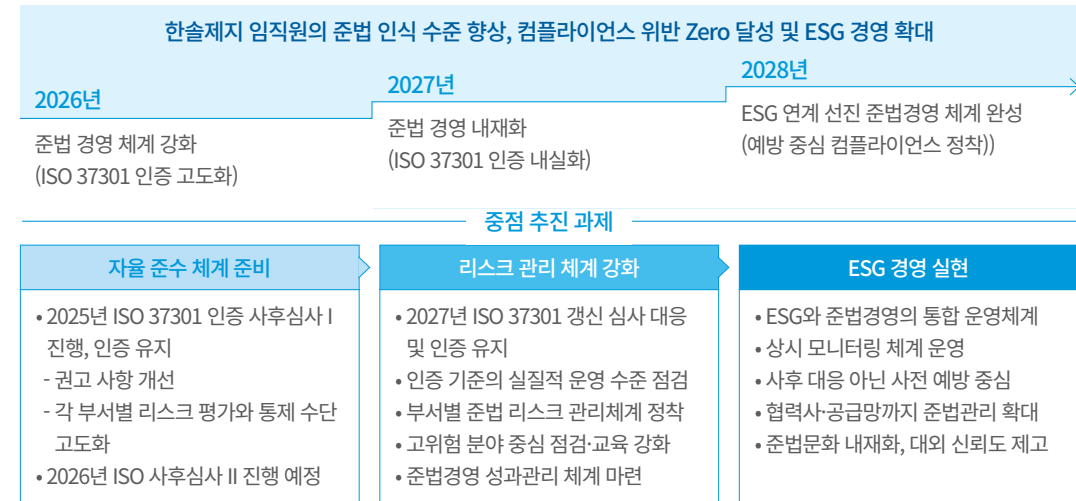 한솔제지 임직원의 준법 인식 수준 향상, 컴플라이언스 위반 Zero 달성 및 ESG 경영 확대
2026년
준법 경영 체계 강화
(ISO 37301 인증 고도화)
2027년
준법 경영 내재화
(ISO 37301 인증 내실화)
2028년
ESG 연계 선진 준법경영 체계 완성
(예방 중심 컴플라이언스 정착))
중점 추진 과제
자율 준수 체계 준비
• 2025년 ISO 37301 인증 사후심사 I
진행, 인증 유지
- 권고 사항 개선
- 각 부서별 리스크 평가와 통제 수단
고도화
• 2026년 ISO 사후심사 II 진행 예정
리스크 관리 체계 강화
• 2027년 ISO 37301 갱신 심사 대응
및 인증 유지
• 인증 기준의 실질적 운영 수준 점검
• 부서별 준법 리스크 관리체계 정착
• 고위험 분야 중심 점검·교육 강화
• 준법경영 성과관리 체계 마련
ESG 경영 실현
• ESG와 준법경영의 통합 운영체계
• 상시 모니터링 체계 운영
• 사후 대응 아닌 사전 예방 중심
• 협력사·공급망까지 준법관리 확대
• 준법문화 내재화, 대외 신뢰도 제고